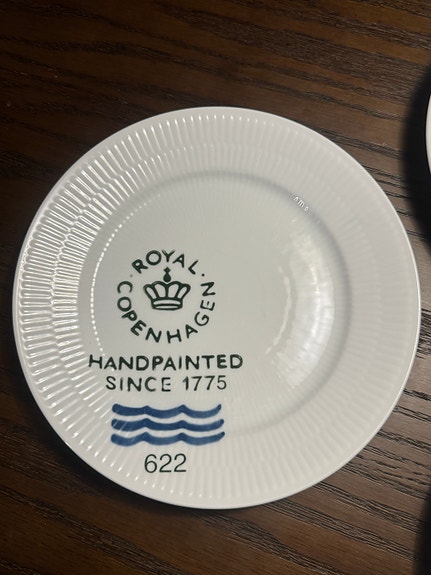 ROYAL
COPENHAGEN
HANDPAINTED
SINCE 1775
622